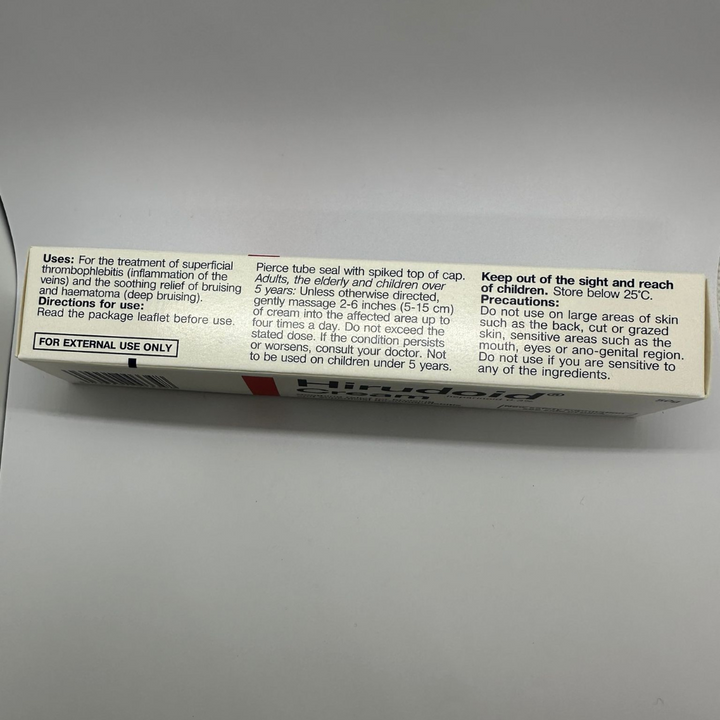 Uses: For the treatment of superficial
thrombophlebitis (inflammation of the
veins) and the soothing relief of bruising
and haematoma (deep bruising).
Directions for use:
Read the package leaflet before use.
FOR EXTERNAL USE ONLY
Pierce tube seal with spiked top of cap.
Adults, the elderly and children over
5 years: Unless otherwise directed,
gently massage 2-6 inches (5-15 cm)
of cream into the affected area up to
four times a day. Do not exceed the
stated dose. If the condition persists
or worsens, consult your doctor. Not
to be used on children under 5 years.
Keep out of the sight and reach
of children. Store below 25°C.
Precautions:
Do not use on large areas of skin
such as the back, cut or grazed
skin, sensitive areas such as the
mouth, eyes or ano-genital region.
Do not use if you are sensitive to
any of the ingredients.
Hirudoid®
Cream